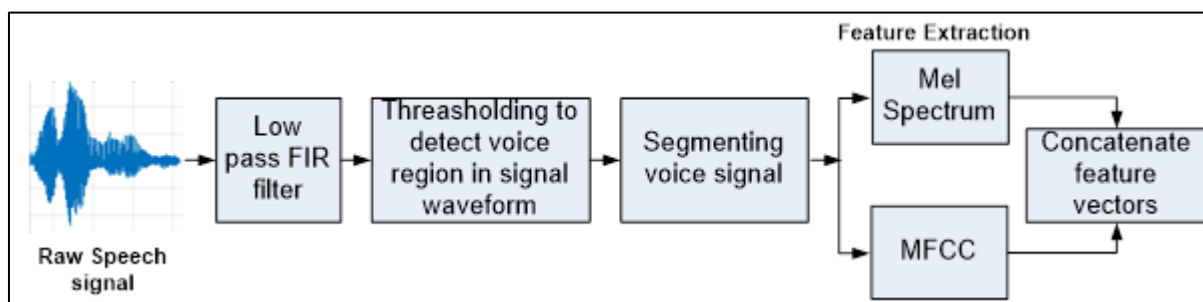 Raw Speech
signal
Low
pass FIR
filter
Threasholding to
detect voice
region in signal
waveform
Segmenting
voice signal
Feature Extraction
Mel
Spectrum
MFCC
Concatenate
feature
vectors